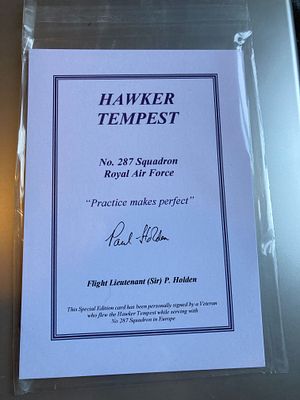 HAWKER
TEMPEST
No. 287 Squadron
Royal Air Force
“Practice makes perfect”
Paul Holden
Flight Lieutenant (Sir) P. Holden
This Special Edition card has been personally signed by a Veteran
who flew the Hawker Tempest while serving with
No 287 Squadron in Europe